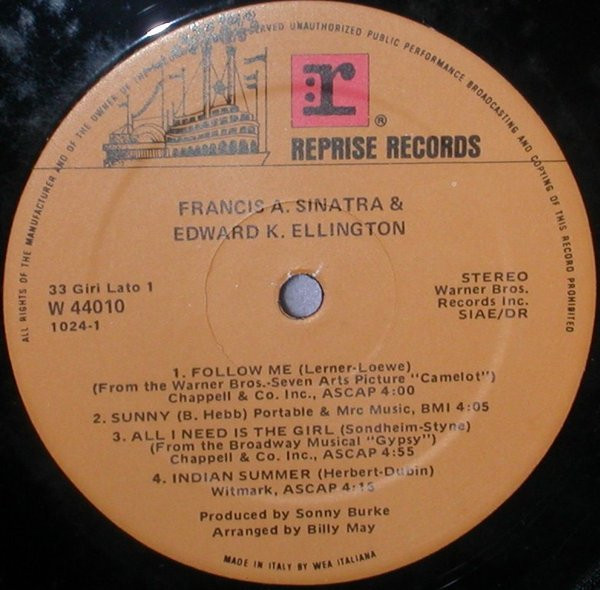 ALL RIGHTS OF THE MANUFACTURER AND OF THE OWNER OF THE RESERVED UNAUTHORIZED PUBLIC PERFORMANCE BROADCASTING AND COPYING OF THIS RECORD PROHIBITED
r
®
REPRISE RECORDS
FRANCIS A. SINATRA &
EDWARD K. ELLINGTON
33 Giri Lato 1
W 44010
1024-1
STEREO
Warner Bros.
Records Inc.
SIAE/DR
1. FOLLOW ME (Lerner-Loewe)
(From the Warner Bros.-Seven Arts Picture "Camelot")
Chappell & Co. Inc., ASCAP 4:00
2. SUNNY (B. Hebb) Portable & Mrc Music, BMI 4:05
3. ALL I NEED IS THE GIRL (Sondheim-Styne)
(From the Broadway Musical "Gypsy")
Chappell & Co. Inc., ASCAP 4:55
4. INDIAN SUMMER (Herbert-Dubin)
Witmark, ASCAP 4:15
Produced by Sonny Burke
Arranged by Billy May
MADE IN ITALY BY WEA ITALIANA